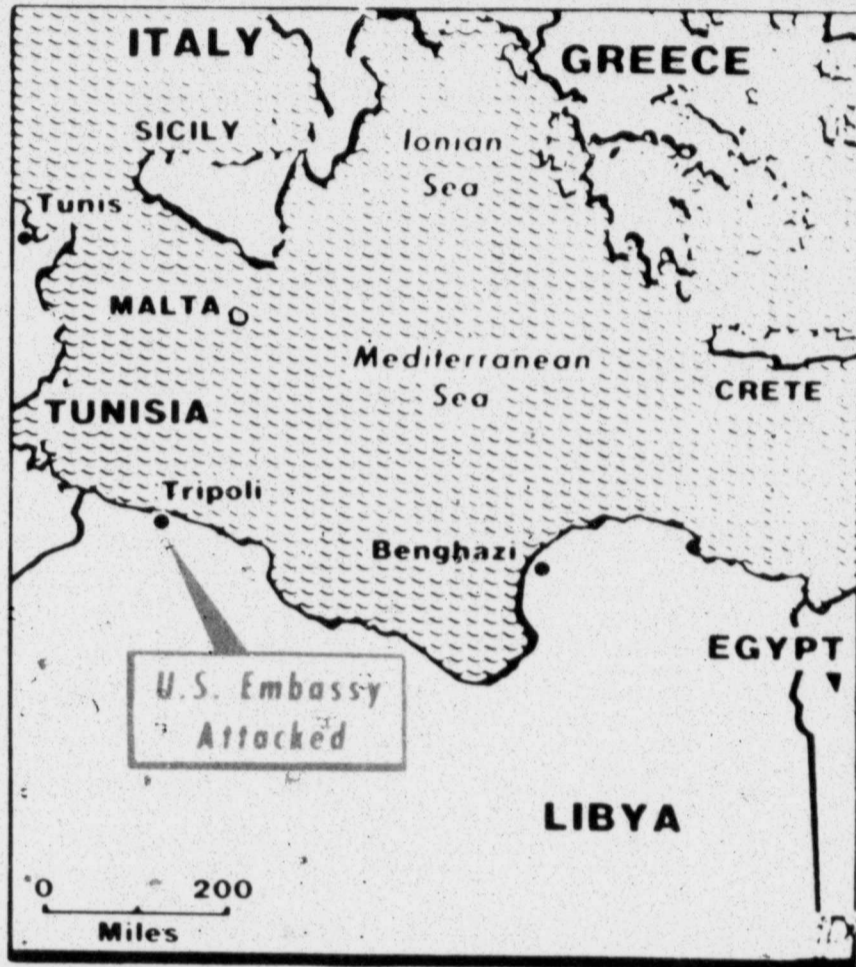 ITALY
GREECE
SICILY
Ionian
Sea
Tunis
MALTA
Mediterranean
Sea
CRETE
TUNISIA
Tripoli
Benghazi
EGYPT
U.S. Embassy
Attacked
LIBYA
0 200
Miles